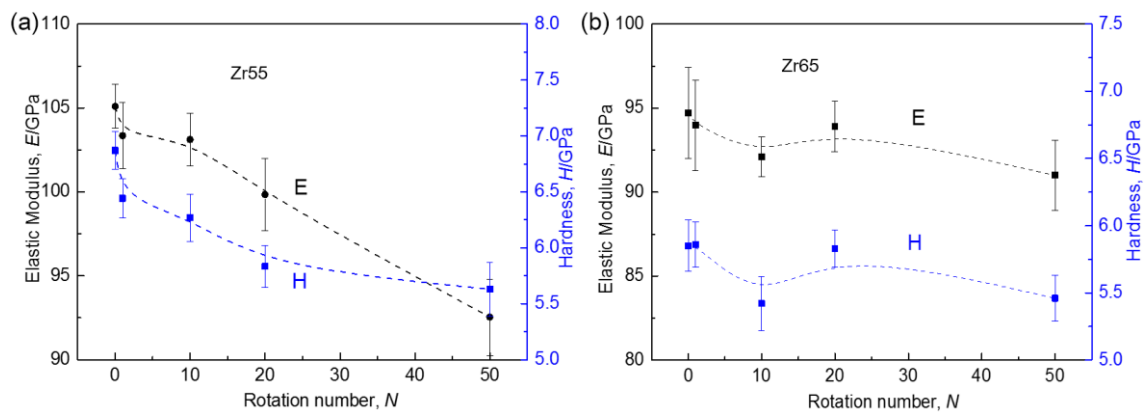 (a)
Zr55
E
H
110
105
100
95
90
Elastic Modulus, E/GPa
8.0
7.5
7.0
6.5
6.0
5.5
5.0
Hardness, H/GPa
0 10 20 30 40 50
Rotation number, N
(b)
Zr65
E
H
100
95
90
85
80
Elastic Modulus, E/GPa
7.5
7.0
6.5
6.0
5.5
5.0
Hardness, H/GPa
0 10 20 30 40 50
Rotation number, N